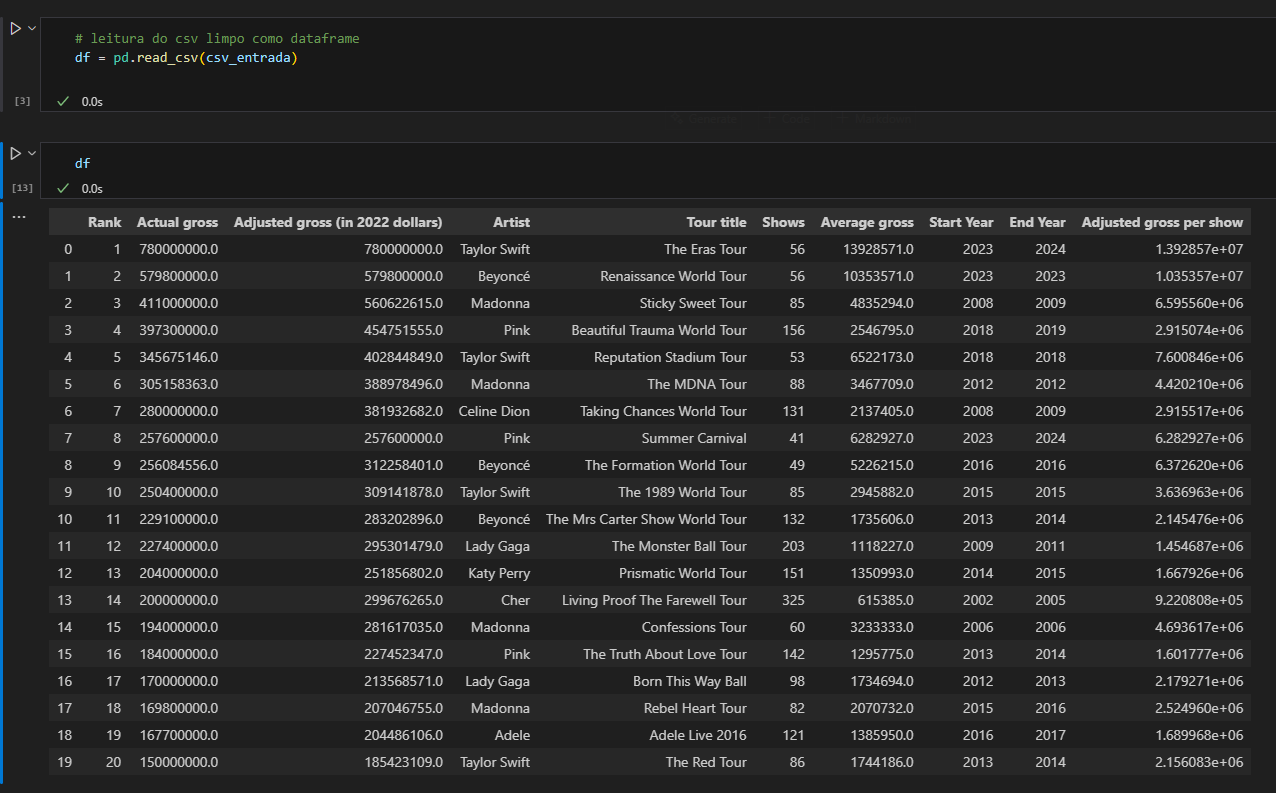 # leitura do csv limpo como dataframe
df = pd.read_csv(csv_entrada)
[3] 0.0s
df
[13] 0.0s
...
Rank Actual gross Adjusted gross (in 2022 dollars) Artist Tour title Shows Average gross Start Year End Year Adjusted gross per show
0 1 780000000.0 780000000.0 Taylor Swift The Eras Tour 56 13928571.0 2023 2024 1.392857e+07
1 2 579800000.0 579800000.0 Beyoncé Renaissance World Tour 56 10353571.0 2023 2023 1.035357e+07
2 3 411000000.0 560622615.0 Madonna Sticky Sweet Tour 85 4835294.0 2008 2009 6.595560e+06
3 4 397300000.0 454751555.0 Pink Beautiful Trauma World Tour 156 2546795.0 2018 2019 2.915074e+06
4 5 345675146.0 402844849.0 Taylor Swift Reputation Stadium Tour 53 6522173.0 2018 2018 7.600846e+06
5 6 305158363.0 388978496.0 Madonna The MDNA Tour 88 3467709.0 2012 2012 4.420210e+06
6 7 280000000.0 381932682.0 Celine Dion Taking Chances World Tour 131 2137405.0 2008 2009 2.915517e+06
7 8 257600000.0 257600000.0 Pink Summer Carnival 41 6282927.0 2023 2024 6.282927e+06
8 9 256084556.0 312258401.0 Beyoncé The Formation World Tour 49 5226215.0 2016 2016 6.372620e+06
9 10 250400000.0 309141878.0 Taylor Swift The 1989 World Tour 85 2945882.0 2015 2015 3.636963e+06
10 11 229100000.0 283202896.0 Beyoncé The Mrs Carter Show World Tour 132 1735606.0 2013 2014 2.145476e+06
11 12 227400000.0 295301479.0 Lady Gaga The Monster Ball Tour 203 1118227.0 2009 2011 1.454687e+06
12 13 204000000.0 251856802.0 Katy Perry Prismatic World Tour 151 1350993.0 2014 2015 1.667926e+06
13 14 200000000.0 299676265.0 Cher Living Proof The Farewell Tour 325 615385.0 2002 2005 9.220808e+05
14 15 194000000.0 281617035.0 Madonna Confessions Tour 60 3233333.0 2006 2006 4.693617e+06
15 16 184000000.0 227452347.0 Pink The Truth About Love Tour 142 1295775.0 2013 2014 1.601777e+06
16 17 170000000.0 213568571.0 Lady Gaga Born This Way Ball 98 1734694.0 2012 2013 2.179271e+06
17 18 169800000.0 207046755.0 Madonna Rebel Heart Tour 82 2070732.0 2015 2016 2.524960e+06
18 19 167700000.0 204486106.0 Adele Adele Live 2016 121 1385950.0 2016 2017 1.689968e+06
19 20 150000000.0 185423109.0 Taylor Swift The Red Tour 86 1744186.0 2013 2014 2.156083e+06